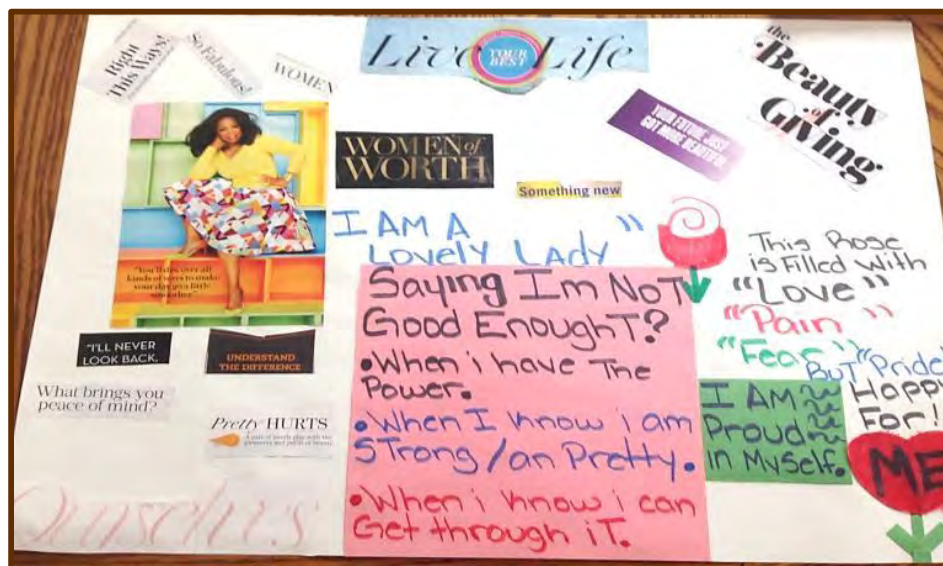 Right
This Way!
So Fabulous!
WOMEN
Live YOUR BEST Life
the
Beauty
of
Giving
WOMEN of
WORTH
YOUR FUTURE JUST
GOT MORE BEAUTIFUL
Something new
I AM A "
Lovely Lady
This Rose
is Filled with
"Love"
"Pain"
"Fear"
BUT "Pride"
Saying Im NOT
Good EnoughT?
•When i have The
Power.
•When I know i am
STrong/an Pretty.
•When i know i can
Get through iT.
I AM
Proud
in Myself.
Happy
For!
ME
"I'LL NEVER
LOOK BACK.
UNDERSTAND
THE DIFFERENCE
What brings you
peace of mind?
Pretty HURTS
Ourselves